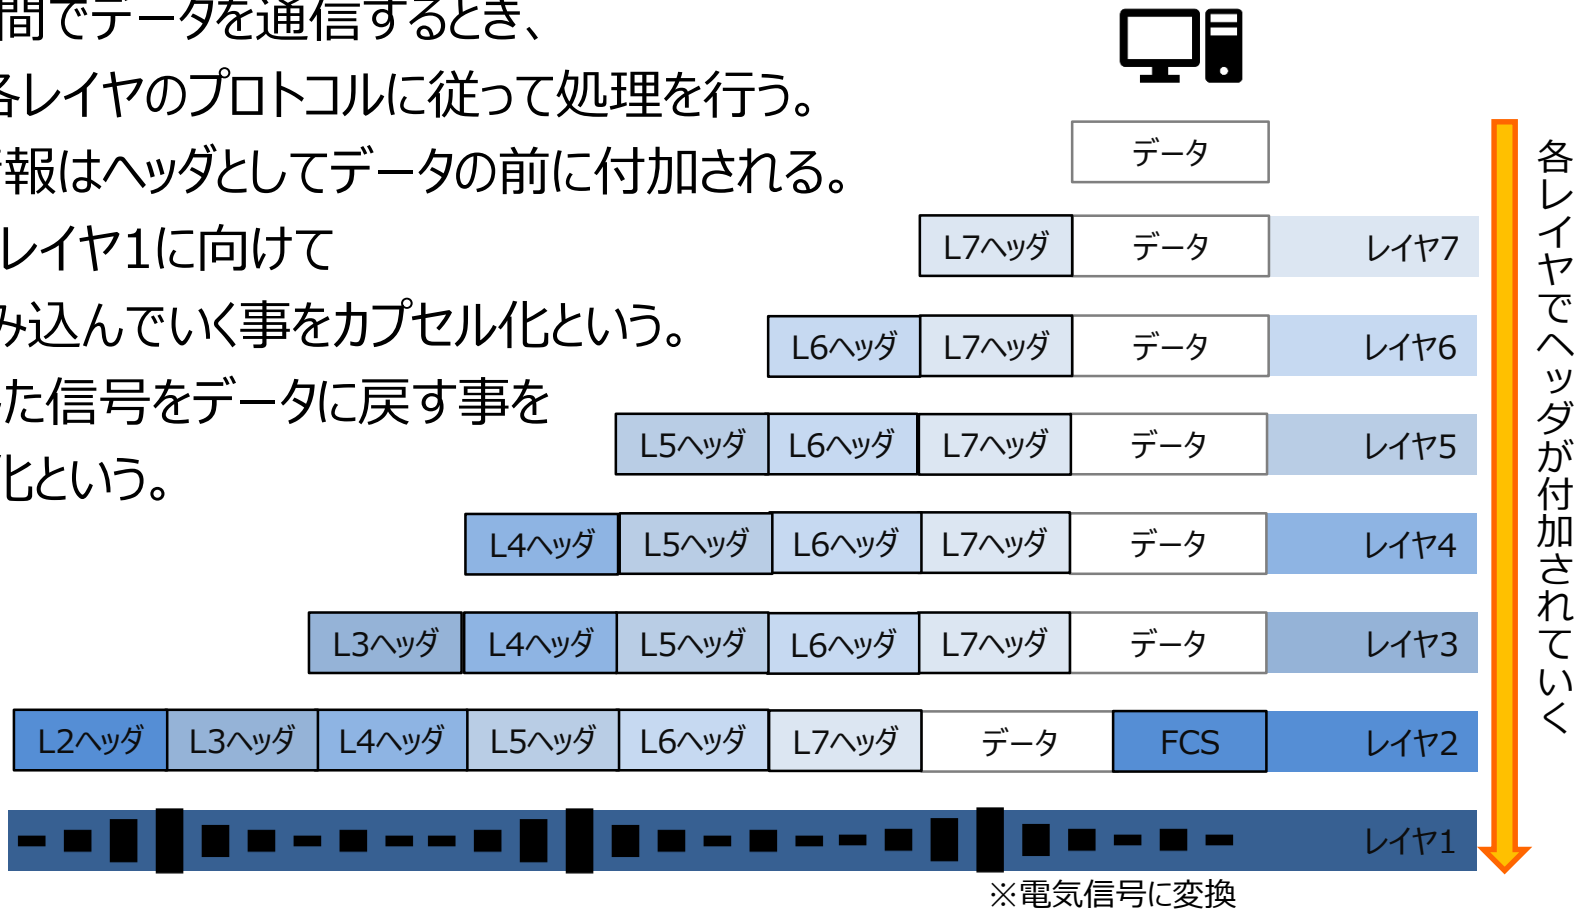 間でデータを通信するとき、
各レイヤのプロトコルに従って処理を行う。
報はヘッダとしてデータの前に付加される。
レイヤ1に向けて
み込んでいく事をカプセル化という。
た信号をデータに戻す事を
化という。
データ
L7ヘッダ データ レイヤ7
L6ヘッダ L7ヘッダ データ レイヤ6
L5ヘッダ L6ヘッダ L7ヘッダ データ レイヤ5
L4ヘッダ L5ヘッダ L6ヘッダ L7ヘッダ データ レイヤ4
L3ヘッダ L4ヘッダ L5ヘッダ L6ヘッダ L7ヘッダ データ レイヤ3
L2ヘッダ L3ヘッダ L4ヘッダ L5ヘッダ L6ヘッダ L7ヘッダ データ FCS レイヤ2
レイヤ1
※電気信号に変換
各レイヤでヘッダが付加されていく